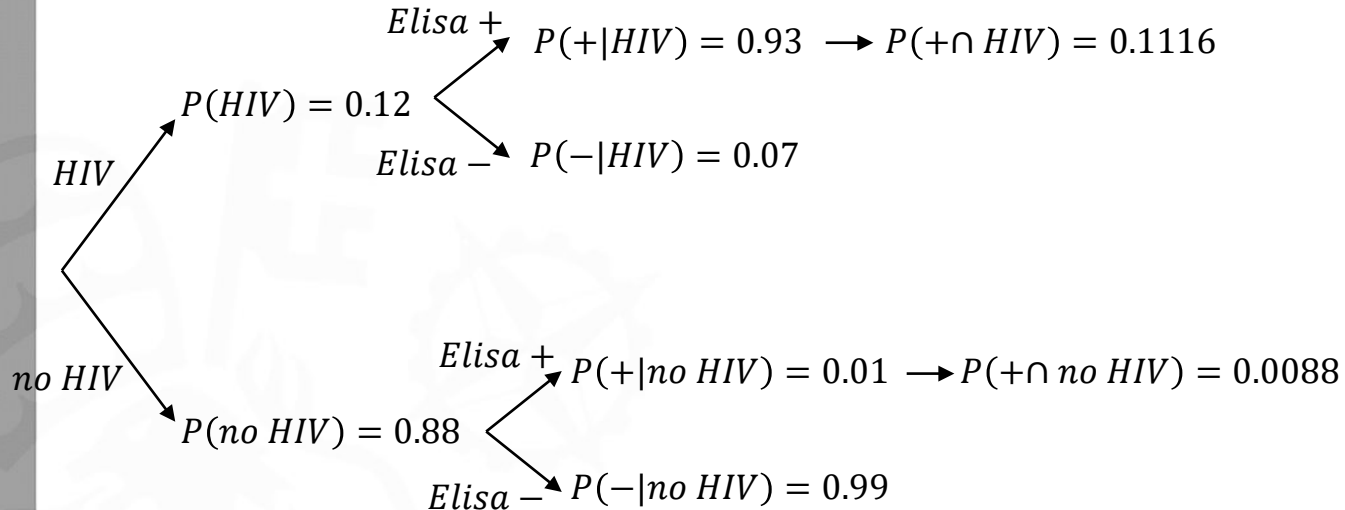 Elisa +
P(+|HIV) = 0.93 → P(+∩ HIV) = 0.1116
P(HIV) = 0.12
Elisa −
P(−|HIV) = 0.07
HIV
Elisa +
P(+|no HIV) = 0.01 → P(+∩ no HIV) = 0.0088
no HIV
P(no HIV) = 0.88
Elisa −
P(−|no HIV) = 0.99